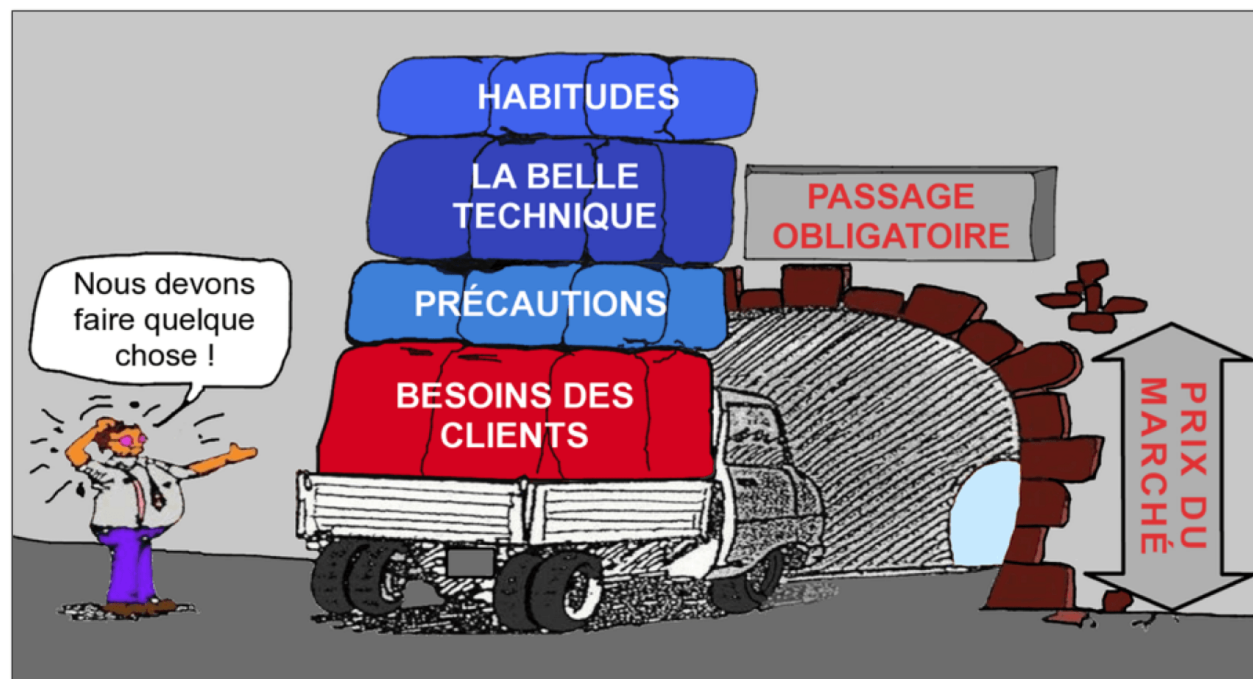 HABITUDES
LA BELLE
TECHNIQUE
PRÉCAUTIONS
BESOINS DES
CLIENTS
PASSAGE
OBLIGATOIRE
Nous devons
faire quelque
chose !
PRIX DU
MARCHÉ